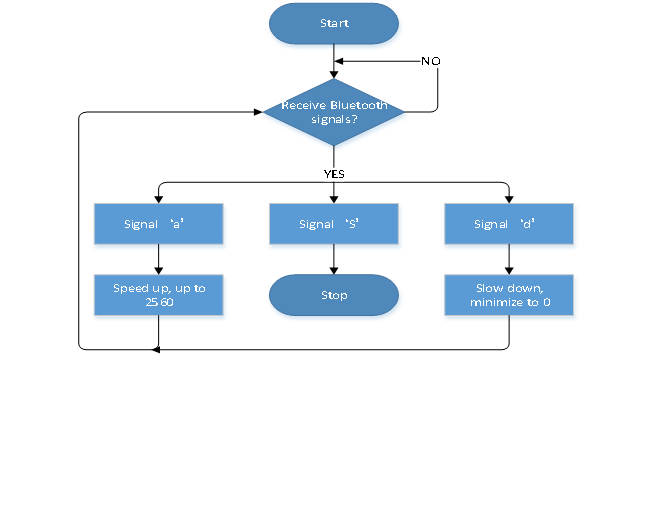 Start
NO
Receive Bluetooth
signals?
YES
Signal ‘a’
Signal ‘S’
Signal ‘d’
Speed up, up to
2560
Stop
Slow down,
minimize to 0